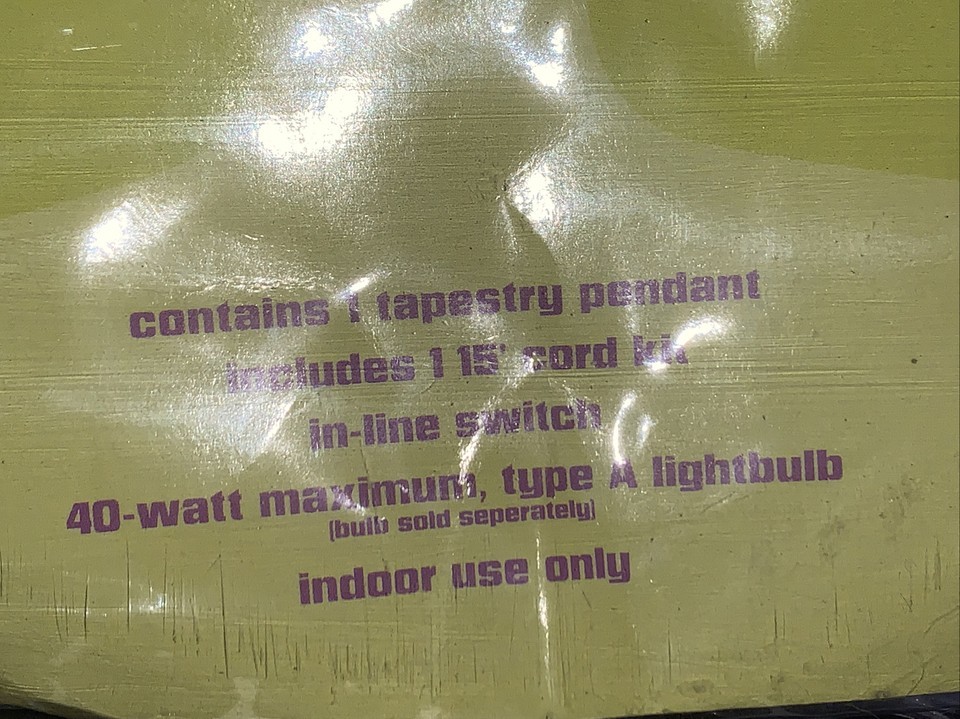 contains 1 tapestry pendant
includes 1 15' cord kit
in-line switch
40-watt maximum, type A lightbulb
(bulb sold seperately)
indoor use only